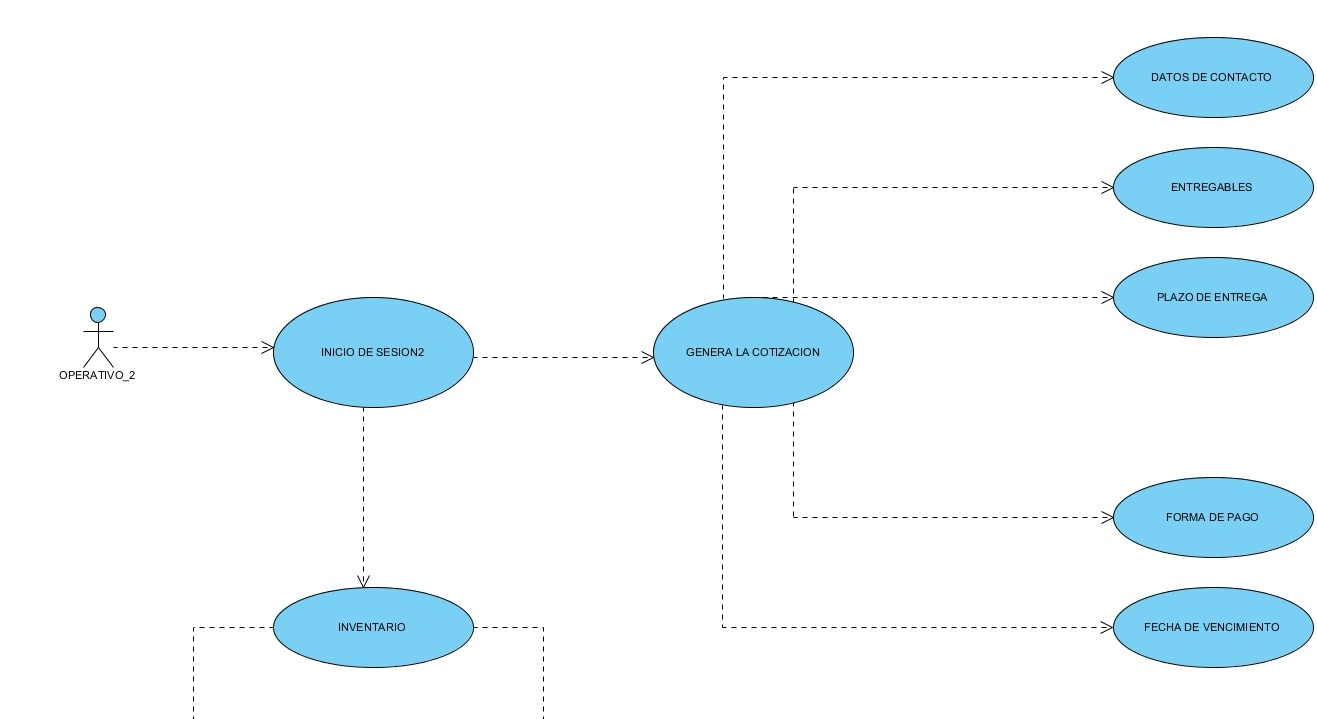 DATOS DE CONTACTO
ENTREGABLES
PLAZO DE ENTREGA
OPERATIVO_2
INICIO DE SESION2
GENERA LA COTIZACION
FORMA DE PAGO
INVENTARIO
FECHA DE VENCIMIENTO